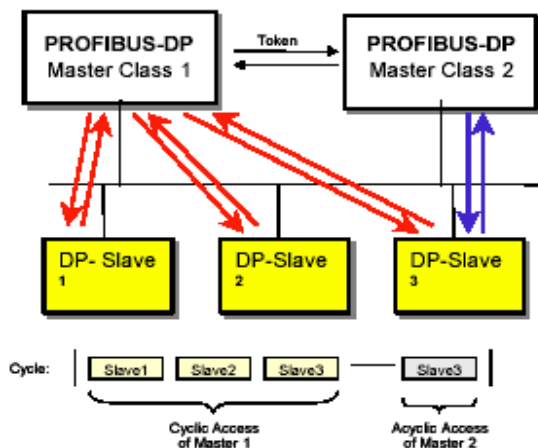 PROFIBUS-DP
Master Class 1
Token
PROFIBUS-DP
Master Class 2
DP- Slave
1
DP-Slave
2
DP-Slave
3
Cycle:
Slave1
Slave2
Slave3
Slave3
Cyclic Access
of Master 1
Acyclic Access
of Master 2